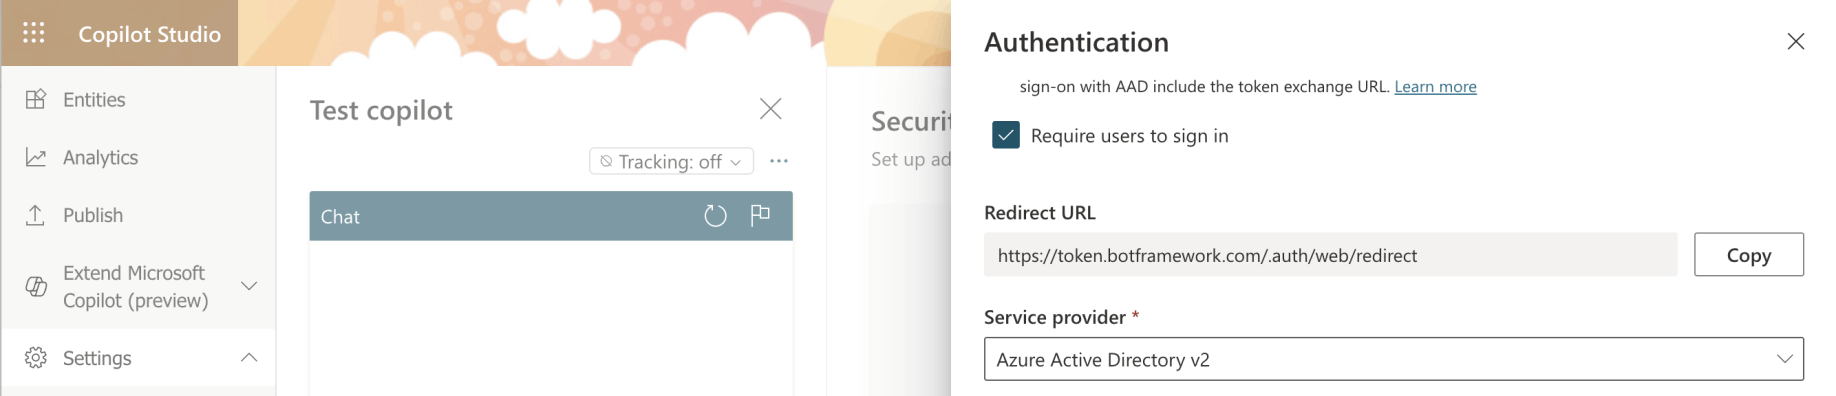 Copilot Studio
Entities
Analytics
Publish
Extend Microsoft
Copilot (preview)
Settings
Test copilot
Tracking: off
Chat
Set up
Authentication
sign-on with AAD include the token exchange URL. Learn more
Require users to sign in
Redirect URL
https://token.botframework.com/.auth/web/redirect
Copy
Service provider *
Azure Active Directory v2